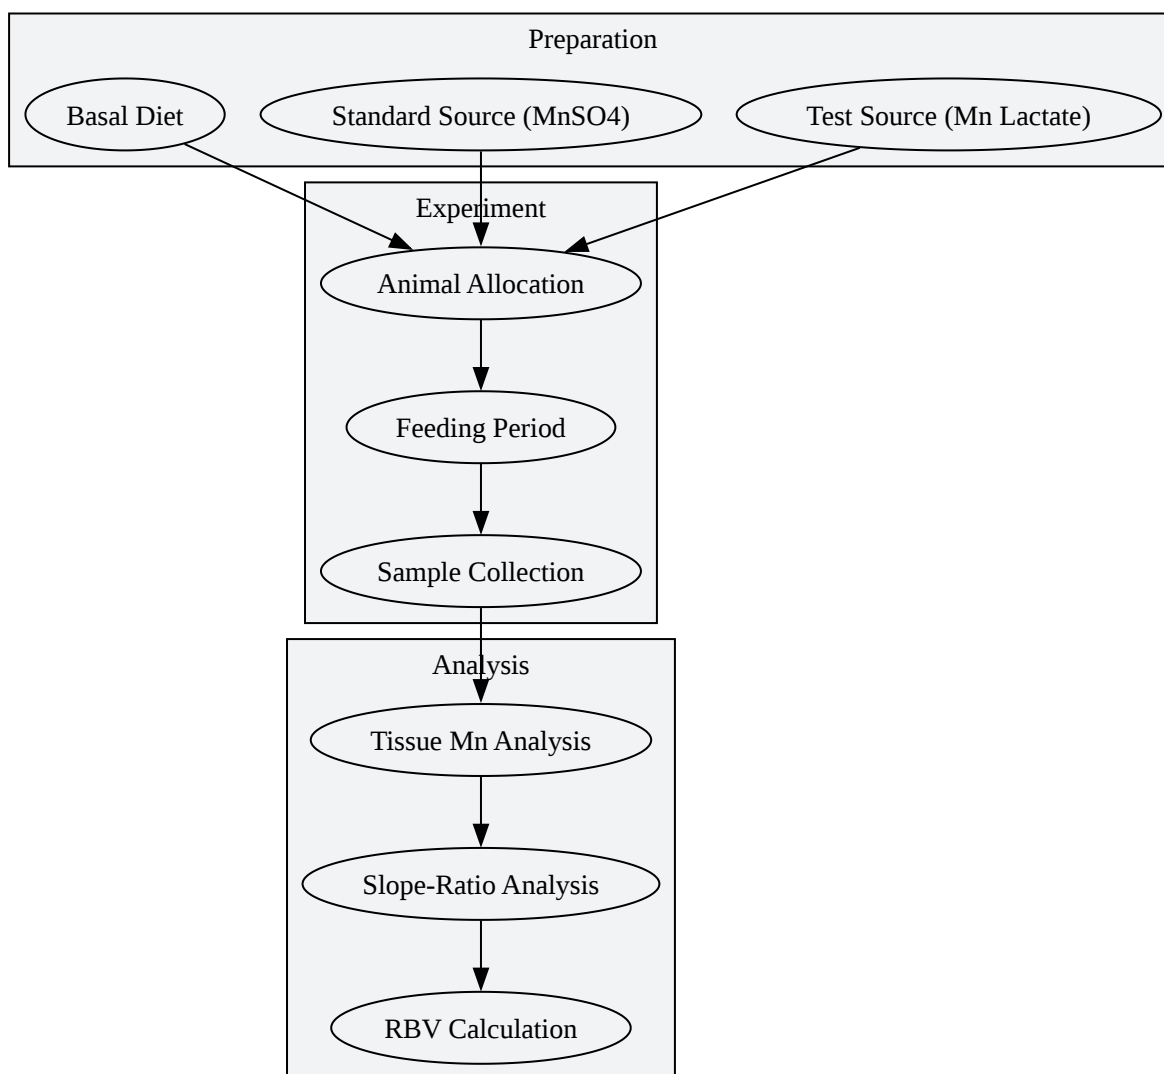 Preparation
Basal Diet
Standard Source (MnSO4)
Test Source (Mn Lactate)
Experiment
Animal Allocation
Feeding Period
Sample Collection
Analysis
Tissue Mn Analysis
Slope-Ratio Analysis
RBV Calculation